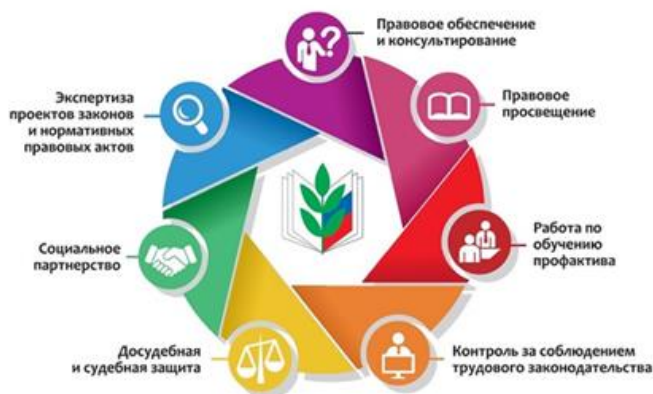 Правовое обеспечение
и консультирование
Правовое
просвещение
Работа по
обучению
профактива
Контроль за соблюдением
трудового законодательства
Досудебная
и судебная защита
Социальное
партнерство
Экспертиза
проектов законов
и нормативных
правовых актов